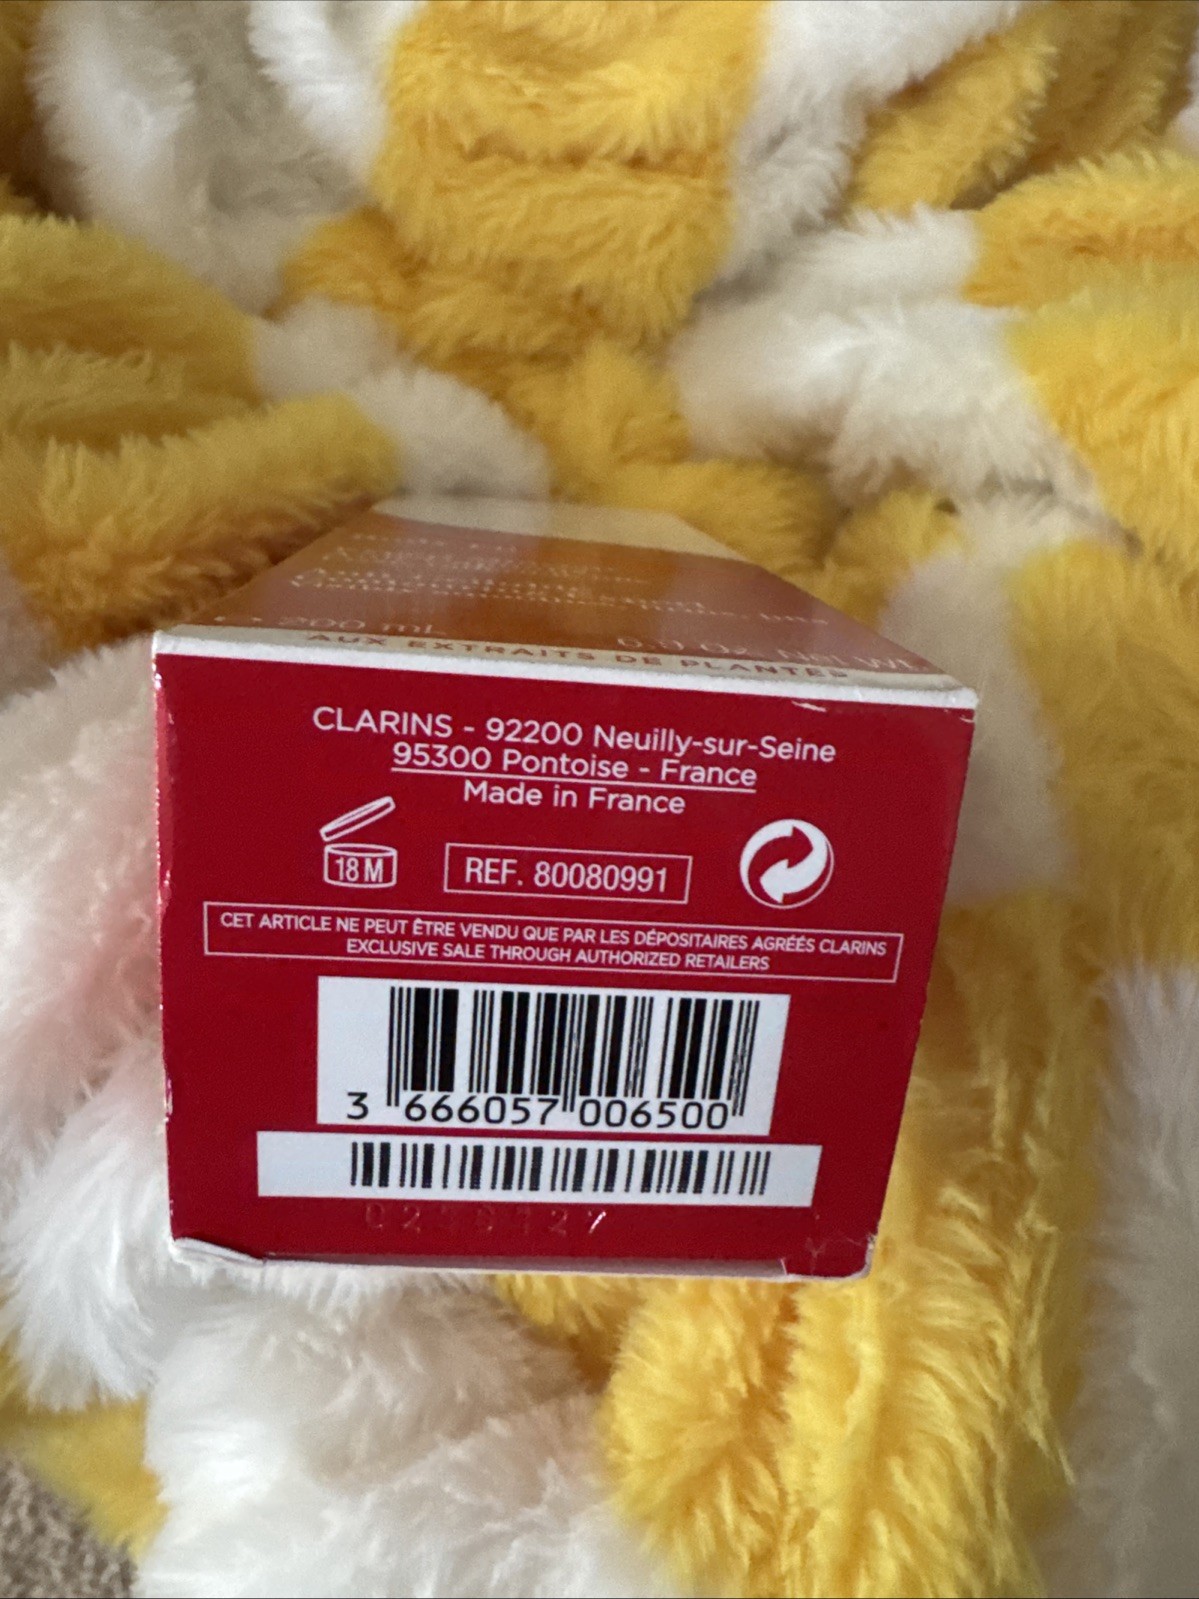 200 mL
AUX EXTRAITS DE PLANTES
CLARINS - 92200 Neuilly-sur-Seine
95300 Pontoise - France
Made in France
18 M
REF. 80080991
CET ARTICLE NE PEUT ÊTRE VENDU QUE PAR LES DÉPOSITAIRES AGRÉÉS CLARINS
EXCLUSIVE SALE THROUGH AUTHORIZED RETAILERS
3 666057 006500